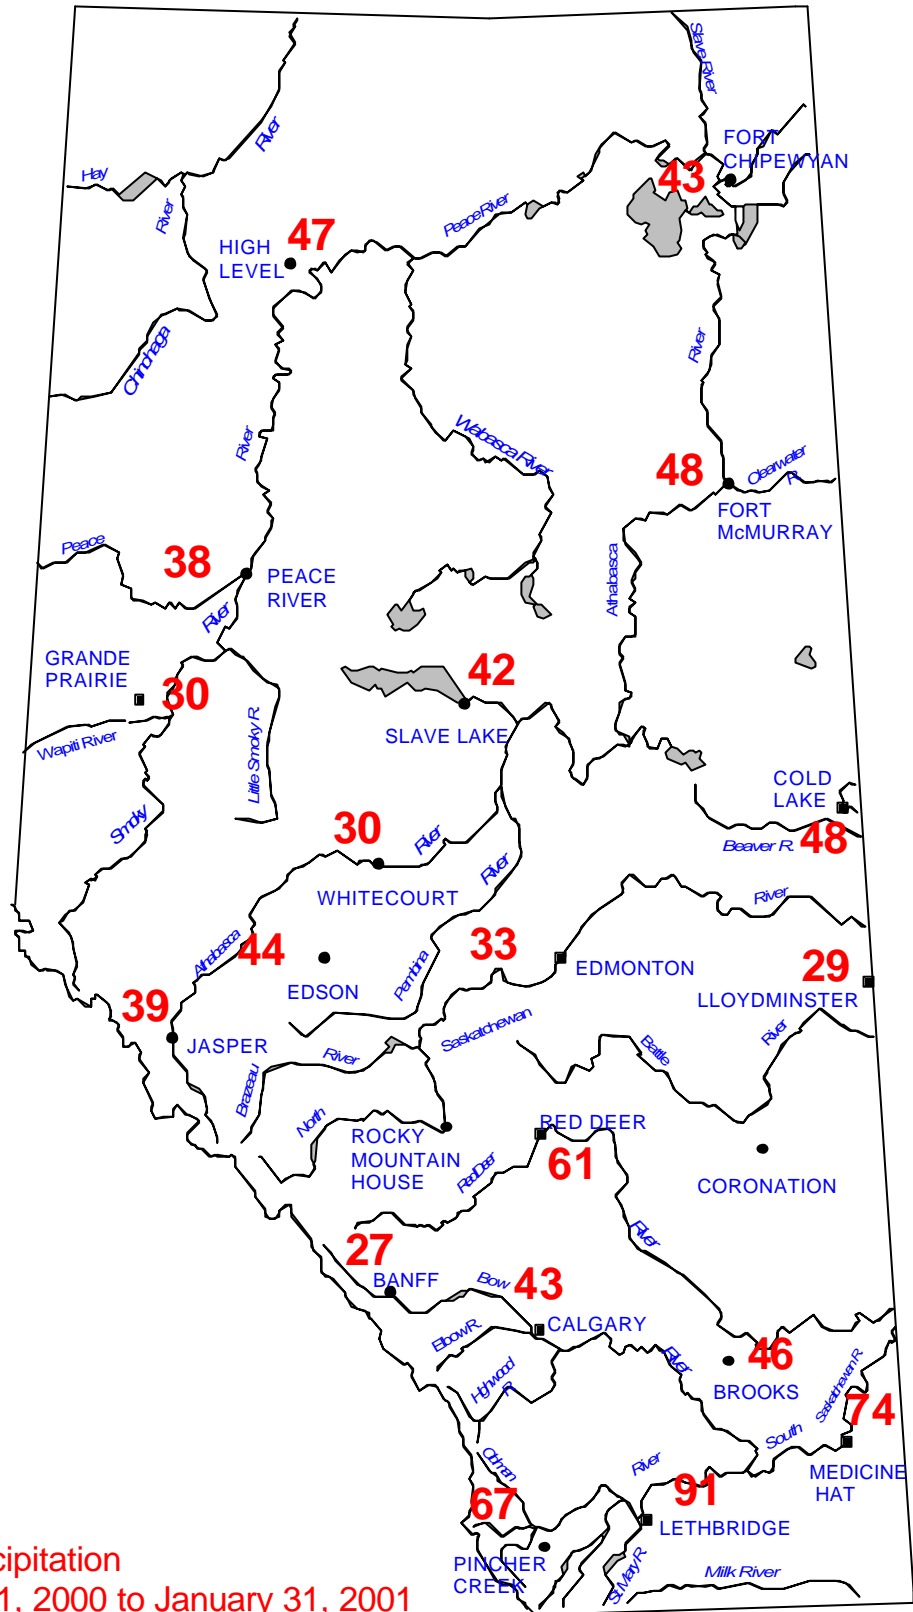 Slave River
FORT
CHIPEWYAN
43
River
Hay
River
Peace River
HIGH
LEVEL
47
Chinchaga
River
River
Wabasca River
48
Clearwater
R.
FORT
McMURRAY
Peace
38
PEACE
RIVER
River
Athabasca
GRANDE
PRAIRIE
30
42
SLAVE LAKE
Wapiti River
Little Smoky R.
Smoky
COLD
LAKE
48
Beaver R.
30
River
WHITECOURT
River
River
Athabasca
44
EDSON
33
EDMONTON
Pembina
29
LLOYDMINSTER
39
JASPER
River
Saskatchewan
Battle
River
Brazeau
North
ROCKY
MOUNTAIN
HOUSE
RED DEER
61
Red Deer
CORONATION
River
27
BANFF
Bow
43
CALGARY
Elbow R.
Highwood
R.
River
46
BROOKS
Saskatchewan R.
74
South
MEDICINE
HAT
Oldman
River
67
91
LETHBRIDGE
PINCHER
CREEK
St. Mary R.
Milk River
cipitation
1, 2000 to January 31, 2001